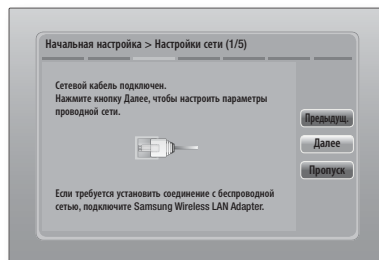 Начальная настройка > Настройки сети (1/5)
Сетевой кабель подключен.
Нажмите кнопку Далее, чтобы настроить параметры
проводной сети.
Предыдущ.
Далее
Пропуск
Если требуется установить соединение с беспроводной
сетью, подключите Samsung Wireless LAN Adapter.